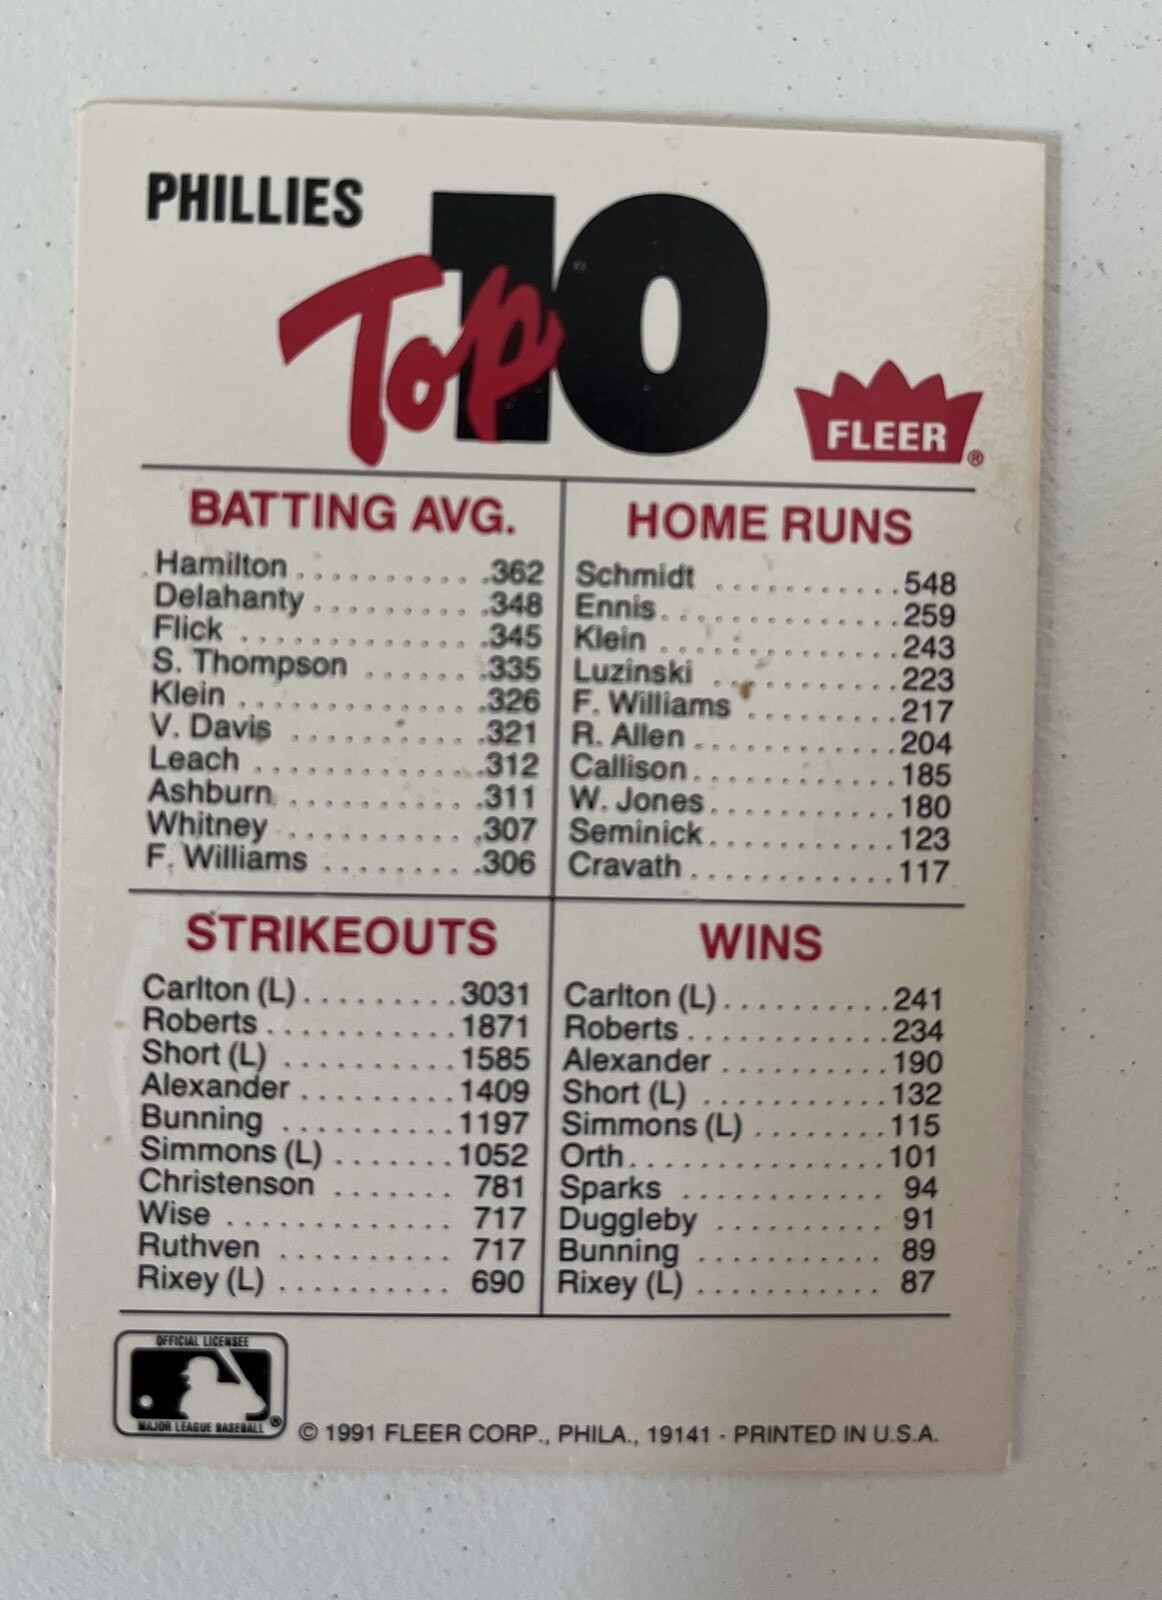 PHILLIES
Top 10
FLEER®
BATTING AVG.
Hamilton...........362
Delahanty..........348
Flick..............345
S. Thompson........335
Klein..............326
V. Davis...........321
Leach..............312
Ashburn............311
Whitney............307
F. Williams.........306
HOME RUNS
Schmidt...........548
Ennis..............259
Klein..............243
Luzinski...........223
F. Williams.........217
R. Allen............204
Callison............185
W. Jones...........180
Seminick...........123
Cravath............117
STRIKEOUTS
Carlton (L).........3031
Roberts...........1871
Short (L)..........1585
Alexander.........1409
Bunning..........1197
Simmons (L).......1052
Christenson....... 781
Wise............. 717
Ruthven.......... 717
Rixey (L).......... 690
WINS
Carlton (L)..........241
Roberts............234
Alexander..........190
Short (L)...........132
Simmons (L)........115
Orth...............101
Sparks............ 94
Duggleby.......... 91
Bunning........... 89
Rixey (L)........... 87
OFFICIAL LICENSEE
MAJOR LEAGUE BASEBALL®
© 1991 FLEER CORP., PHILA., 19141 - PRINTED IN U.S.A.